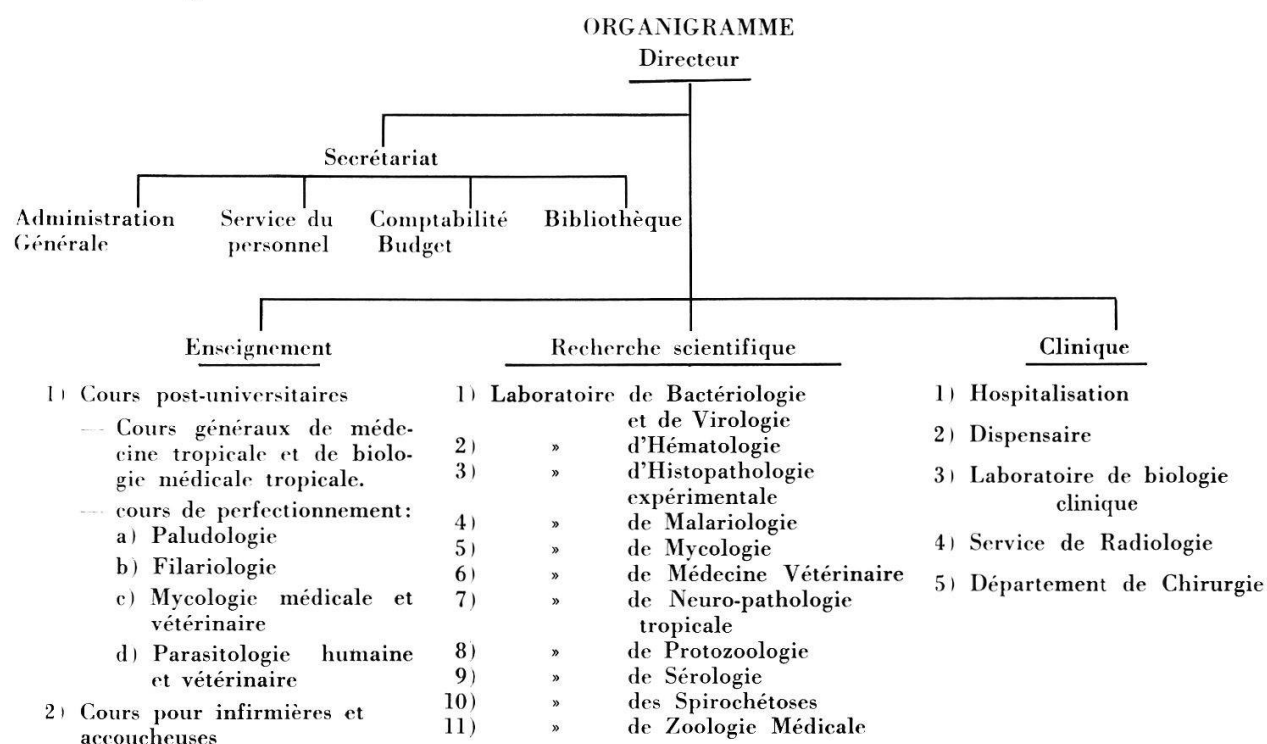 ORGANIGRAMME
Directeur
Secrétariat
Administration
Générale
Service du
personnel
Comptabilité
Budget
Bibliothèque
Enseignement
1) Cours post-universitaires
— Cours généraux de méde-
cine tropicale et de biolo-
gie médicale tropicale.
— cours de perfectionnement:
a) Paludologie
b) Filariologie
c) Mycologie médicale et
vétérinaire
d) Parasitologie humaine
et vétérinaire
2) Cours pour infirmières et
accoucheuses
Recherche scientifique
1) Laboratoire de Bactériologie
et de Virologie
2) » d'Hématologie
3) » d'Histopathologie
expérimentale
4) » de Malariologie
5) » de Mycologie
6) » de Médecine Vétérinaire
7) » de Neuro-pathologie
tropicale
8) » de Protozoologie
9) » de Sérologie
10) » des Spirochétoses
11) » de Zoologie Médicale
Clinique
1) Hospitalisation
2) Dispensaire
3) Laboratoire de biologie
clinique
4) Service de Radiologie
5) Département de Chirurgie